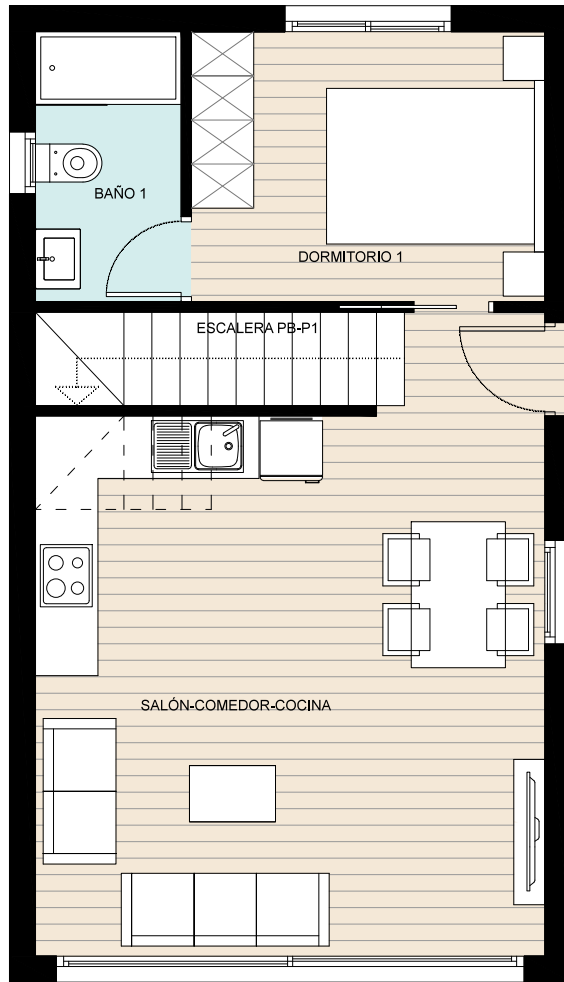 BAÑO 1
DORMITORIO 1
ESCALERA PB-P1
SALÓN-COMEDOR-COCINA